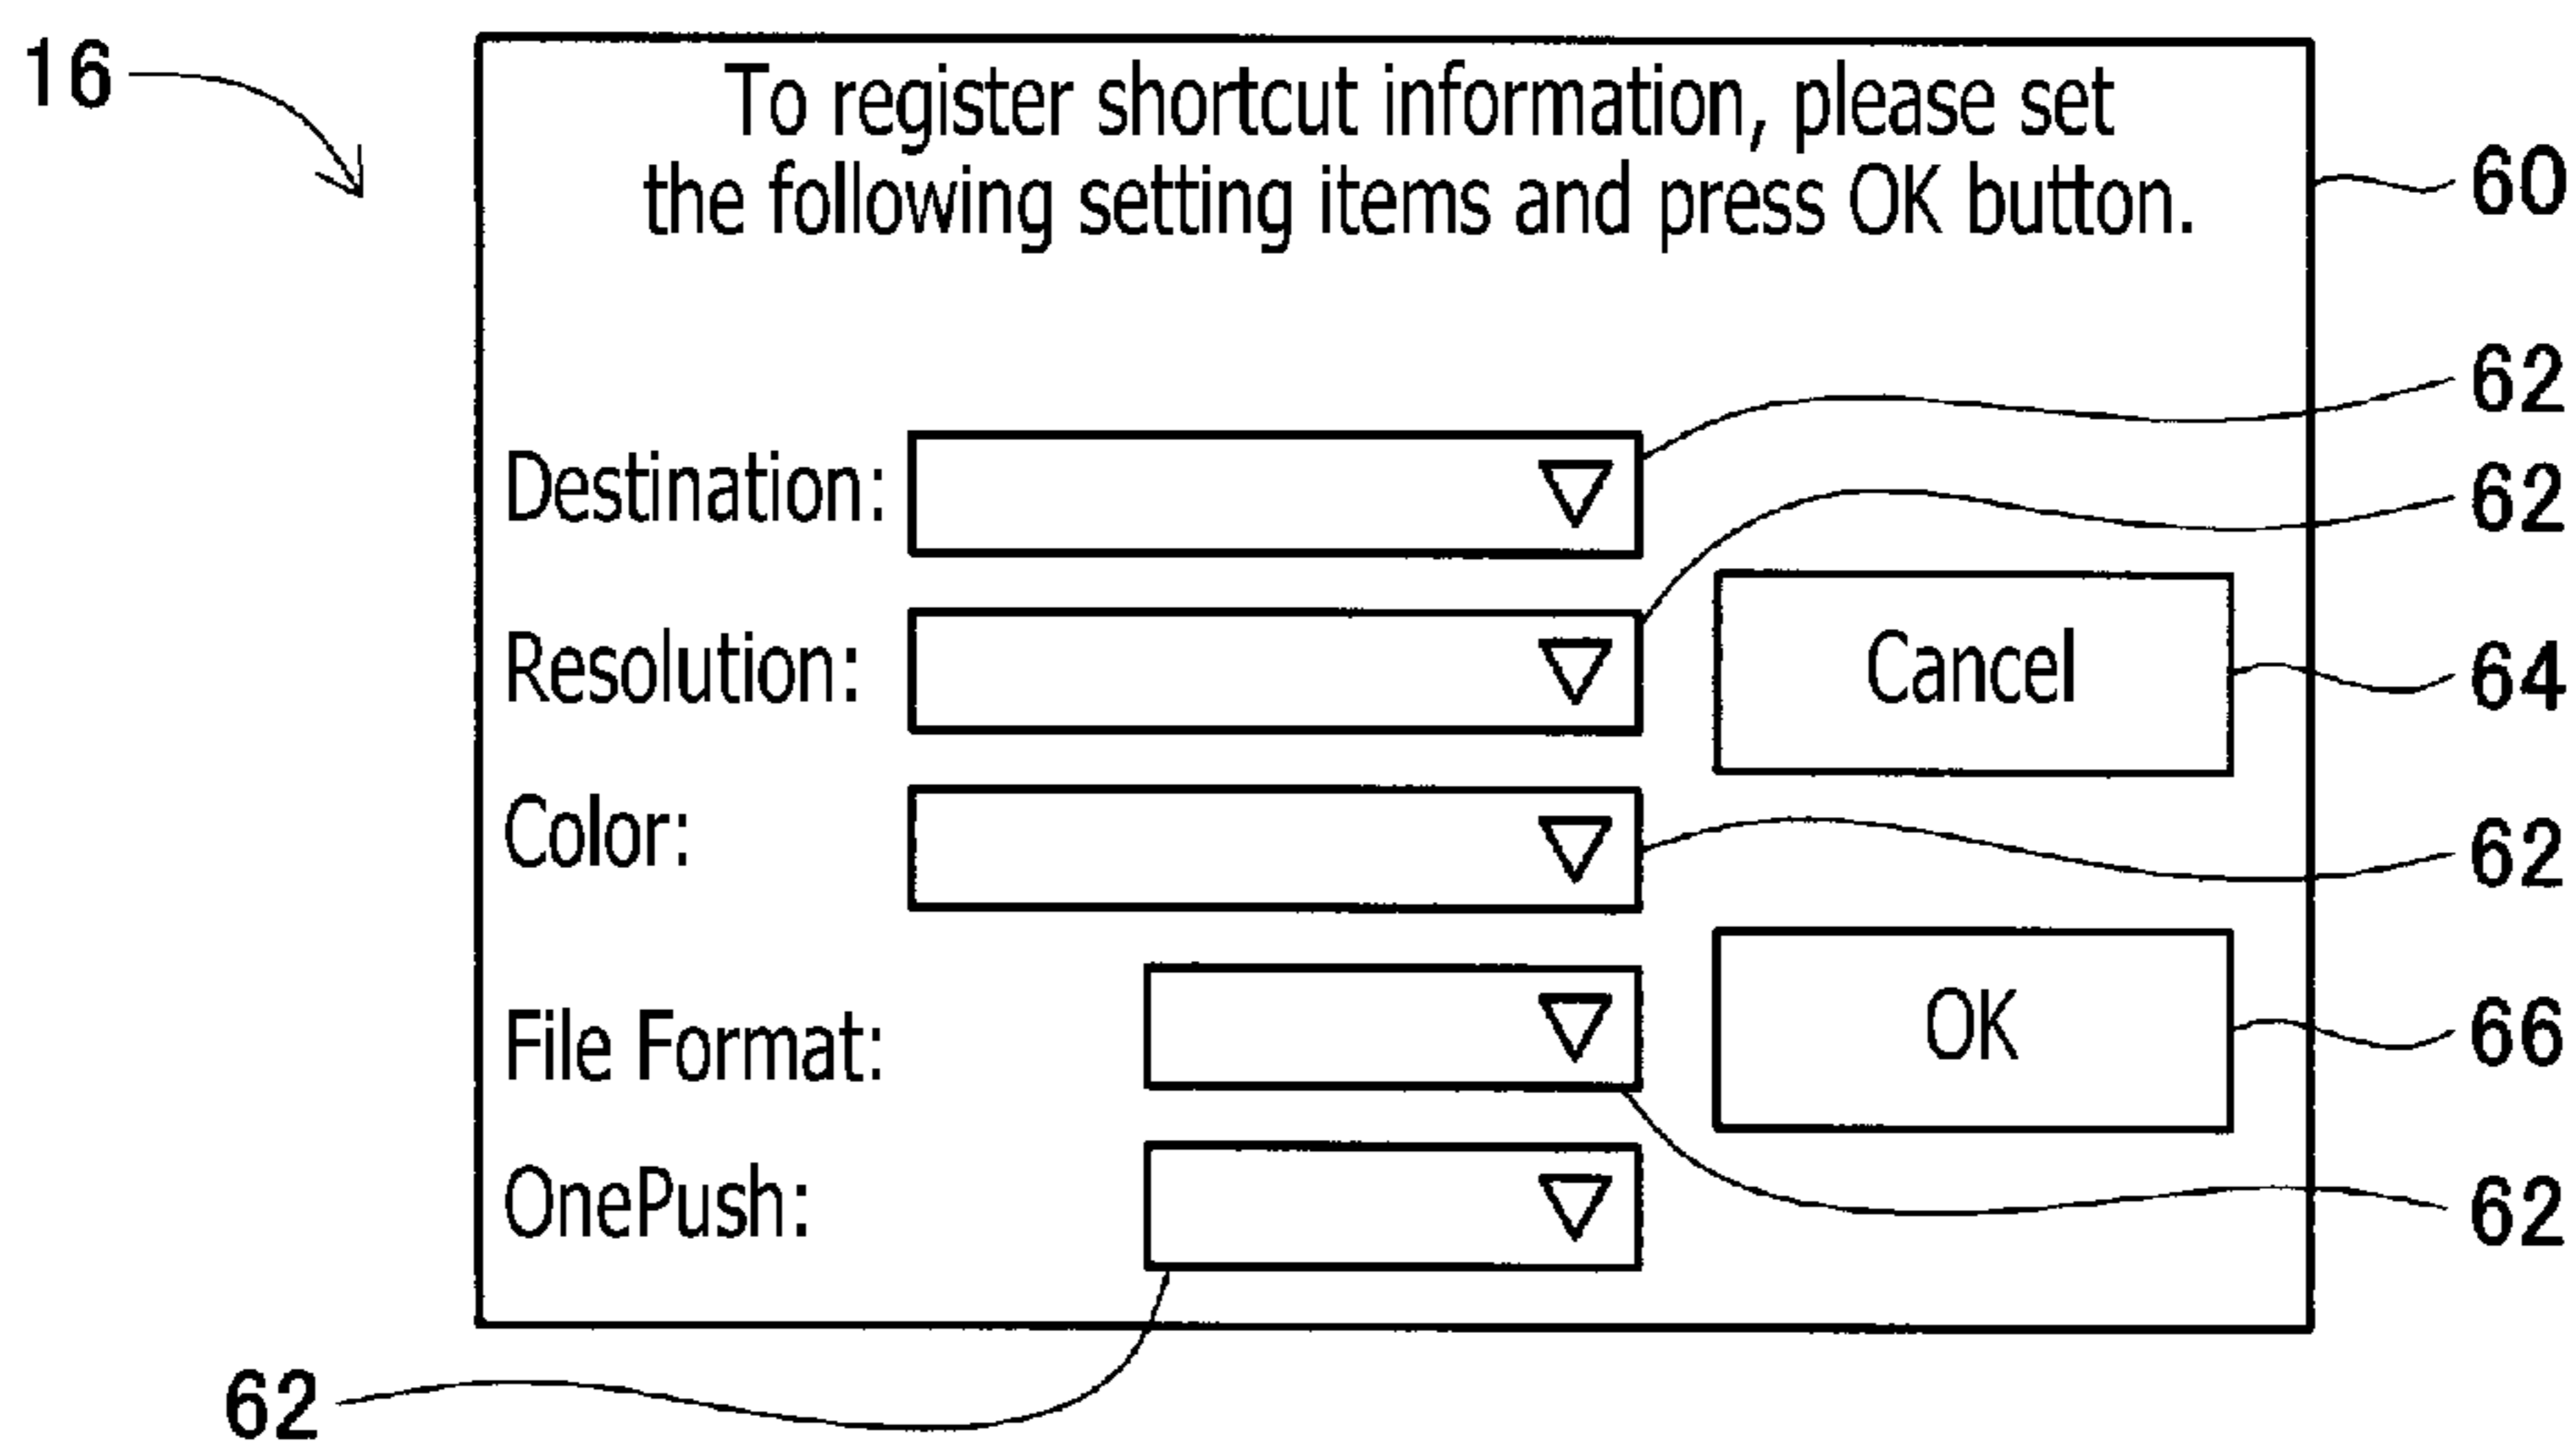 16
To register shortcut information, please set
the following setting items and press OK button.
60
62
Destination:
62
Resolution:
Cancel
64
Color:
62
File Format:
OK
66
OnePush:
62
62